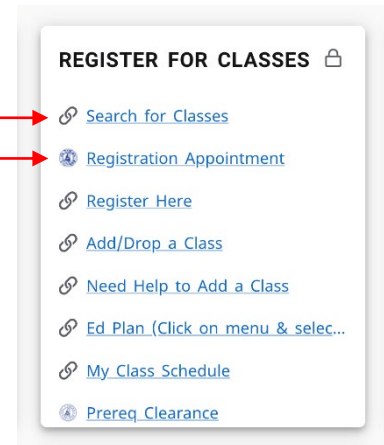 REGISTER FOR CLASSES
Search for Classes
Registration Appointment
Register Here
Add/Drop a Class
Need Help to Add a Class
Ed Plan (Click on menu & selec...
My Class Schedule
Prereq Clearance